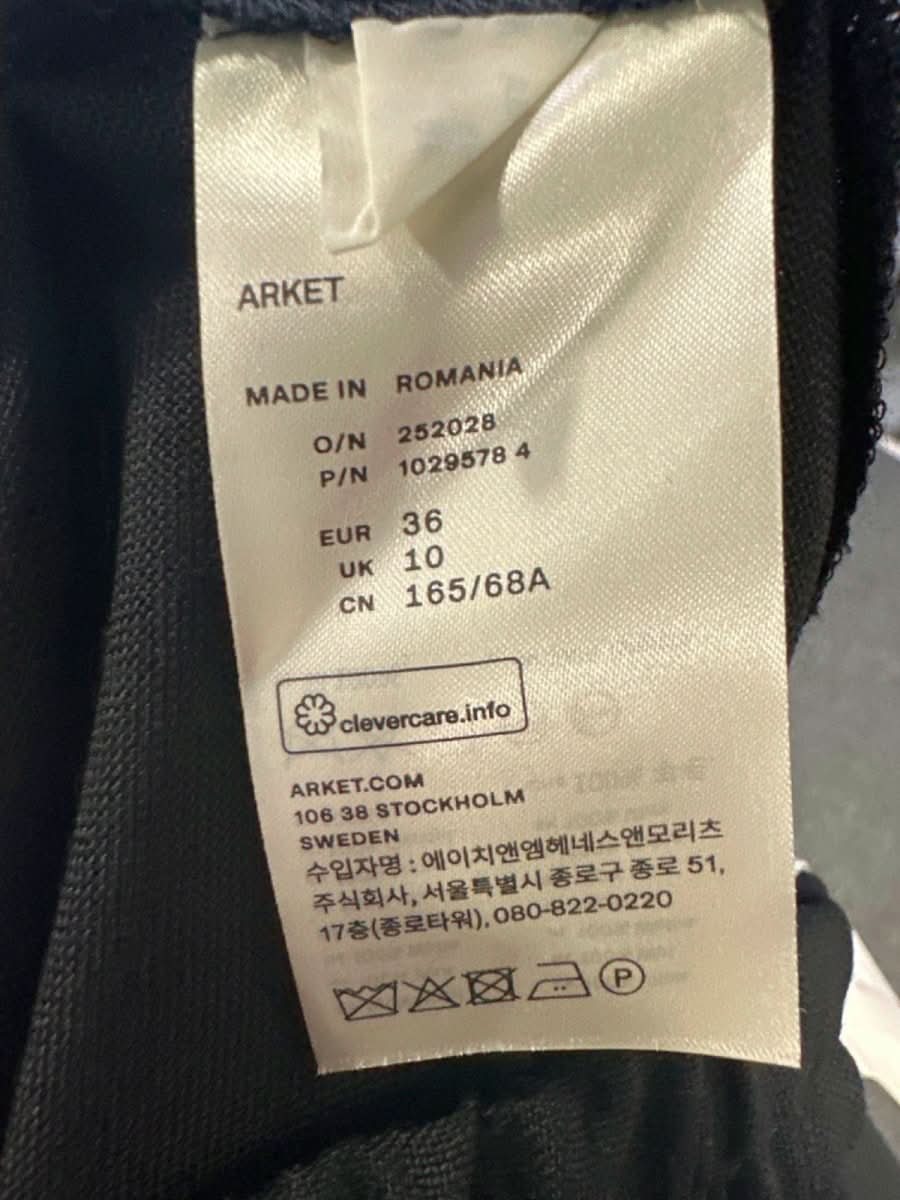 ARKET
MADE IN ROMANIA
O/N 252028
P/N 1029578 4
EUR 36
UK 10
CN 165/68A
clevercare.info
ARKET.COM
106 38 STOCKHOLM
SWEDEN
수입자명 : 에이치앤엠헤네스앤모리츠
주식회사, 서울특별시 종로구 종로 51,
17층(종로타워), 080-822-0220
P